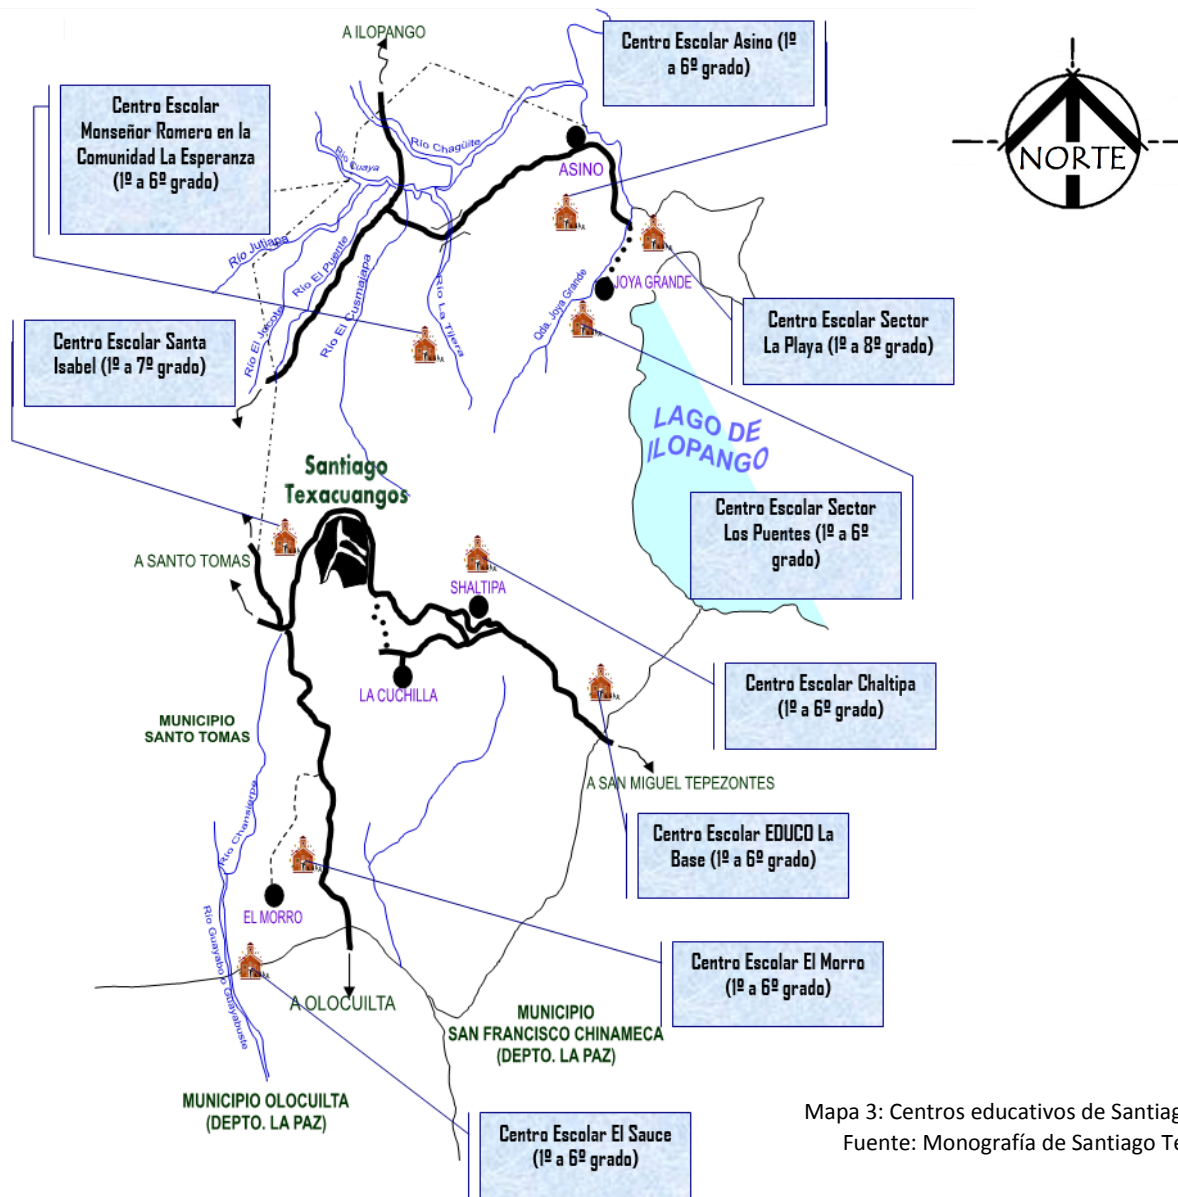 A ILOPANGO
Centro Escolar Asino (1º
a 6º grado)
NORTE
Centro Escolar
Monseñor Romero en la
Comunidad La Esperanza
(1º a 6º grado)
Río Chagüite
Río Cuaya
ASINO
Río Jutiapa
Río El Puente
Río El Jocote
Río El Cusmajapa
Río La Tijera
Qda. Joya Grande
JOYA GRANDE
Centro Escolar Sector
La Playa (1º a 8º grado)
Centro Escolar Santa
Isabel (1º a 7º grado)
LAGO DE
ILOPANGO
Santiago
Texacuangos
Centro Escolar Sector
Los Puentes (1º a 6º
grado)
A SANTO TOMAS
SHALTIPA
LA CUCHILLA
Centro Escolar Chaltipa
(1º a 6º grado)
MUNICIPIO
SANTO TOMAS
A SAN MIGUEL TEPEZONTES
Río Chansierpe
Centro Escolar EDUCO La
Base (1º a 6º grado)
EL MORRO
Río Guayabo o Guayabuste
Centro Escolar El Morro
(1º a 6º grado)
A OLOCUILTA
MUNICIPIO
SAN FRANCISCO CHINAMECA
(DEPTO. LA PAZ)
MUNICIPIO OLOCUILTA
(DEPTO. LA PAZ)
Centro Escolar El Sauce
(1º a 6º grado)
Mapa 3: Centros educativos de Santiag
Fuente: Monografía de Santiago Te